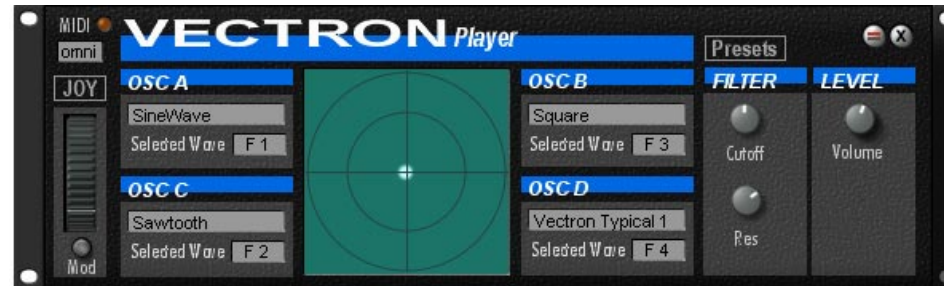 MIDI
omni
VECTRON Player
Presets
JOY
OSC A
SineWave
Selected Wave F 1
OSC B
Square
Selected Wave F 3
FILTER
Cutoff
Res
LEVEL
Volume
OSC C
Sawtooth
Selected Wave F 2
OSC D
Vectron Typical 1
Selected Wave F 4
Mod
X